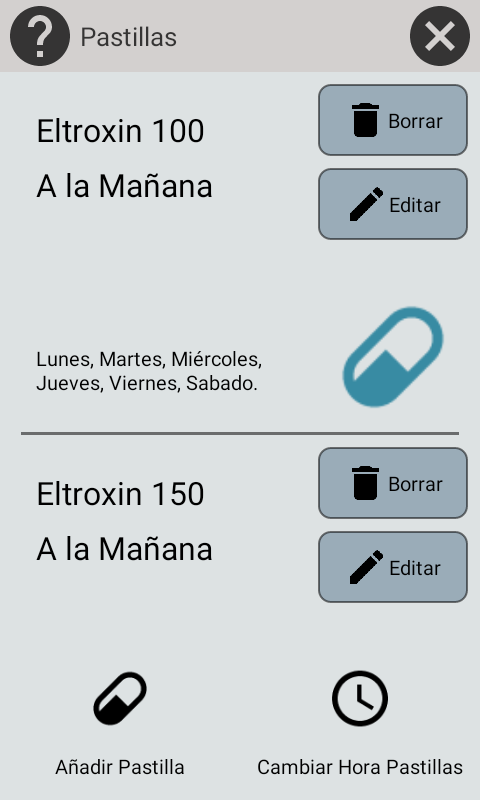 Pastillas
Eltroxin 100
Borrar
A la Mañana
Editar
Lunes, Martes, Miércoles,
Jueves, Viernes, Sabado.
Eltroxin 150
Borrar
A la Mañana
Editar
Añadir Pastilla
Cambiar Hora Pastillas